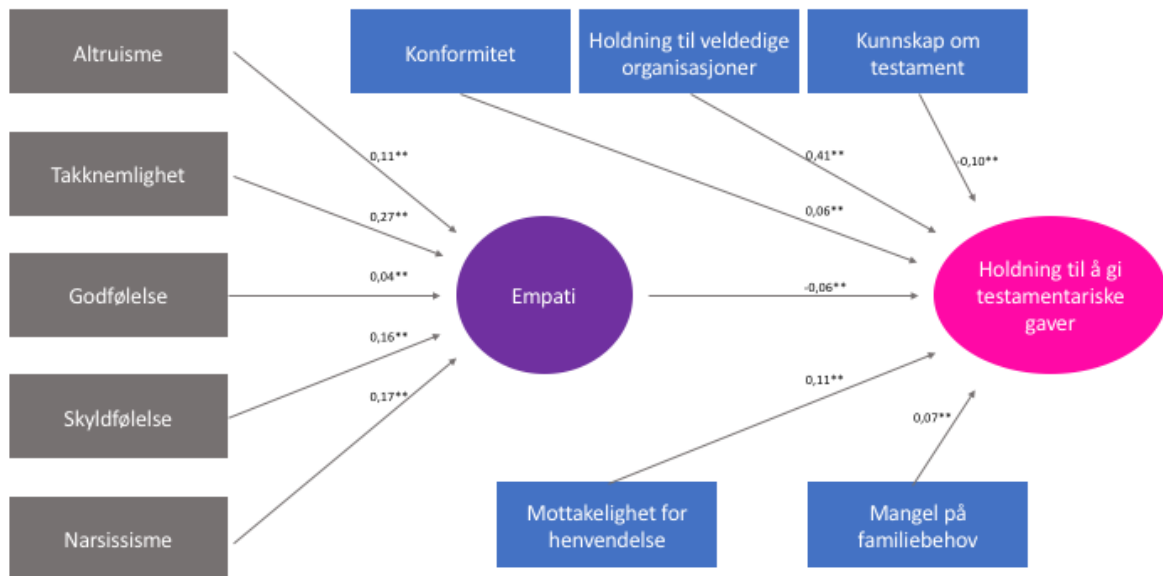 Altruisme
Takknemlighet
Godfølelse
Skyldfølelse
Narsissisme
0,11**
0,27**
0,04**
0,16**
0,17**
Empati
Konformitet
Holdning til veldedige
organisasjoner
Kunnskap om
testament
0,41**
-0,10**
0,06**
-0,06**
0,11**
0,07**
Holdning til å gi
testamentariske
gaver
Mottakelighet for
henvendelse
Mangel på
familiebehov